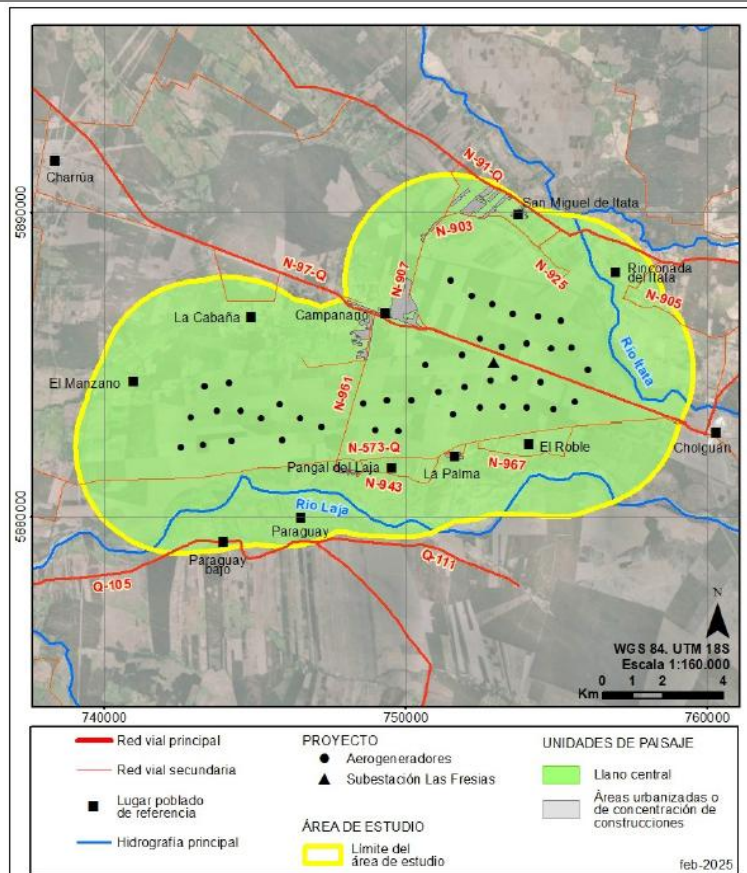 N-91-Q
Charrúa
5890000
San Miguel de Itata
N-903
N-97-Q
N-907
N-925
Rinconada
del Itata
N-905
La Cabaña
Campanario
Río Itata
El Manzano
N-961
Cholguán
N-573-Q
El Roble
Pangal del Laja
La Palma
N-967
N-943
Río Laja
5880000
Paraguay
Paraguay
bajo
Q-111
Q-105
N
WGS 84. UTM 18S
Escala 1:160.000
0 1 2 4
Km
740000 750000 760000
Red vial principal
Red vial secundaria
Lugar poblado
de referencia
Hidrografía principal
PROYECTO
Aerogeneradores
Subestación Las Fresias
ÁREA DE ESTUDIO
Límite del
área de estudio
UNIDADES DE PAISAJE
Llano central
Áreas urbanizadas o
de concentración de
construcciones
feb-2025